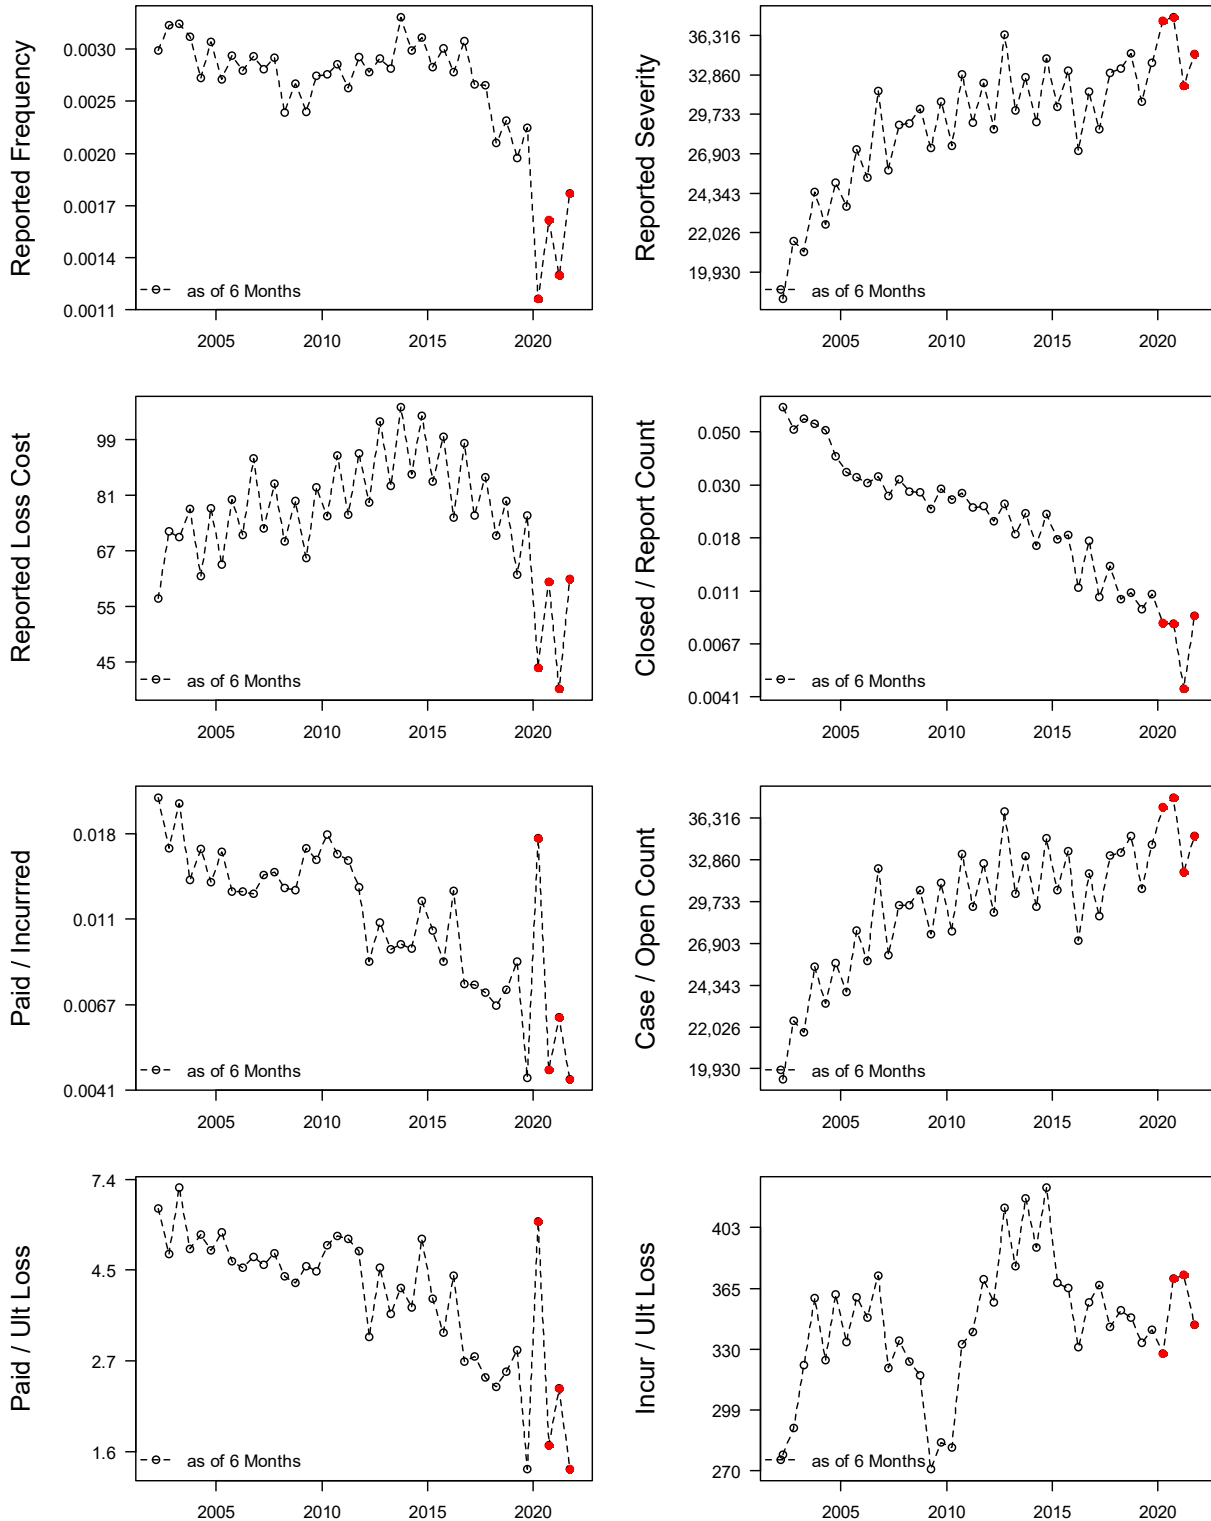 Reported Frequency
0.0030
0.0025
0.0020
0.0017
0.0014
0.0011
as of 6 Months
2005 2010 2015 2020
Reported Severity
36,316
32,860
29,733
26,903
24,343
22,026
19,930
as of 6 Months
2005 2010 2015 2020
Reported Loss Cost
99
81
67
55
45
as of 6 Months
2005 2010 2015 2020
Closed / Report Count
0.050
0.030
0.018
0.011
0.0067
0.0041
as of 6 Months
2005 2010 2015 2020
Paid / Incurrred
0.018
0.011
0.0067
0.0041
as of 6 Months
2005 2010 2015 2020
Case / Open Count
36,316
32,860
29,733
26,903
24,343
22,026
19,930
as of 6 Months
2005 2010 2015 2020
Paid / Ult Loss
7.4
4.5
2.7
1.6
as of 6 Months
2005 2010 2015 2020
Incur / Ult Loss
403
365
330
299
270
as of 6 Months
2005 2010 2015 2020